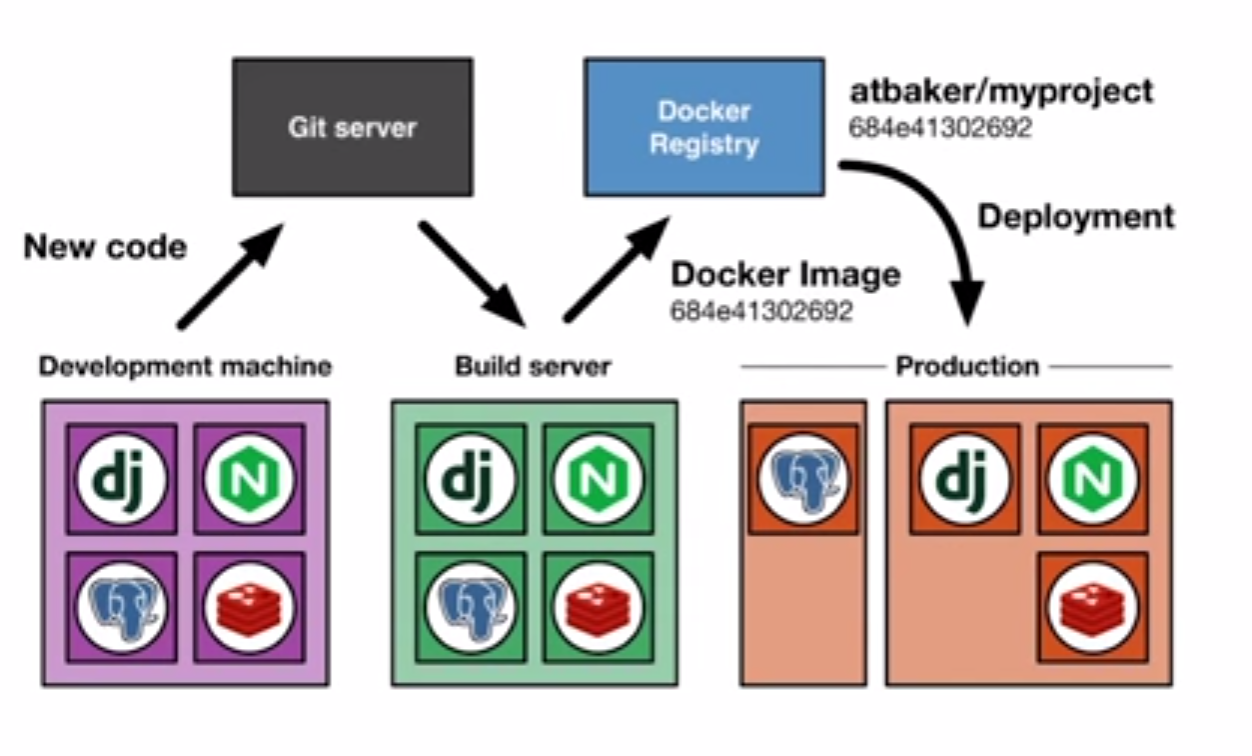 Git server
Docker
Registry
atbaker/myproject
684e41302692
New code
Deployment
Docker Image
684e41302692
Development machine
Build server
Production
dj
N
dj
N
dj
N